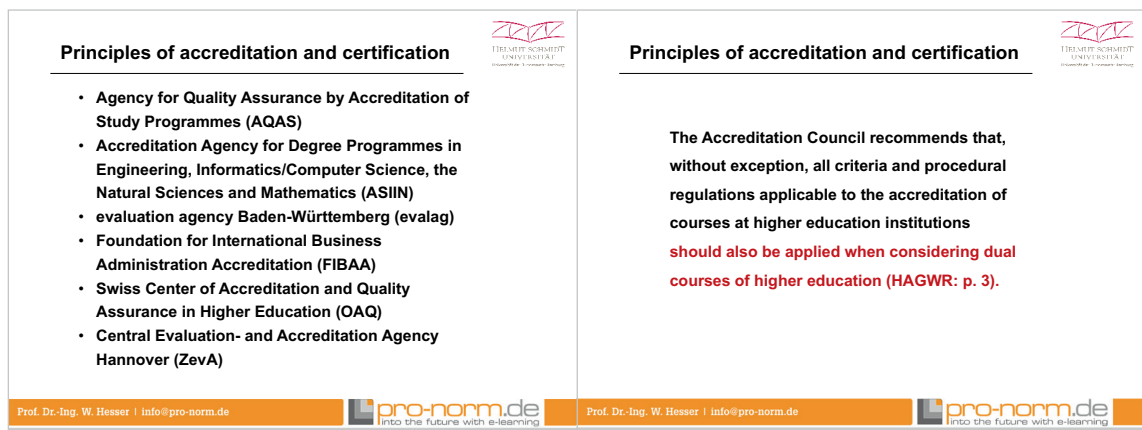 Principles of accreditation and certification
HELMUT SCHMIDT
UNIVERSITÄT
• Agency for Quality Assurance by Accreditation of
Study Programmes (AQAS)
• Accreditation Agency for Degree Programmes in
Engineering, Informatics/Computer Science, the
Natural Sciences and Mathematics (ASIIN)
• evaluation agency Baden-Württemberg (evalag)
• Foundation for International Business
Administration Accreditation (FIBAA)
• Swiss Center of Accreditation and Quality
Assurance in Higher Education (OAQ)
• Central Evaluation- and Accreditation Agency
Hannover (ZevA)
Prof. Dr.-Ing. W. Hesser | info@pro-norm.de
pro-norm.de
into the future with e-learning
Principles of accreditation and certification
HELMUT SCHMIDT
UNIVERSITÄT
The Accreditation Council recommends that,
without exception, all criteria and procedural
regulations applicable to the accreditation of
courses at higher education institutions
should also be applied when considering dual
courses of higher education (HAGWR: p. 3).
Prof. Dr.-Ing. W. Hesser | info@pro-norm.de
pro-norm.de
into the future with e-learning